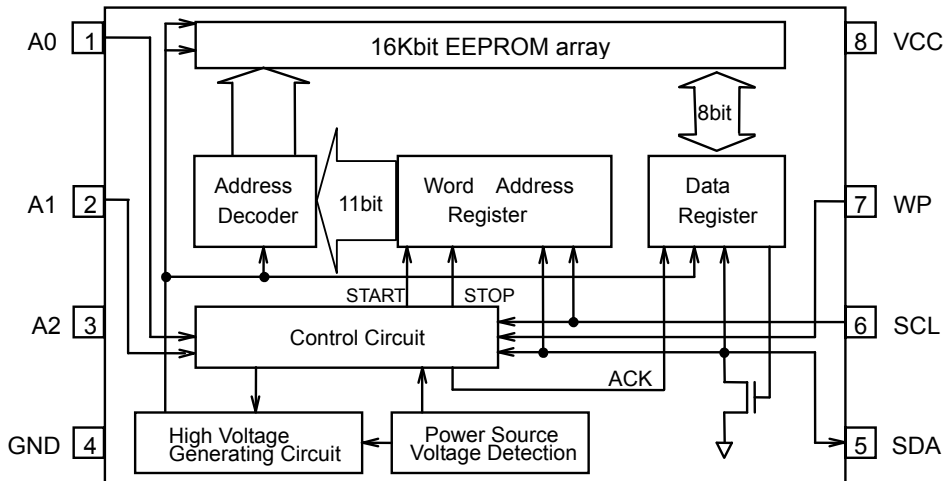 A0 1
16Kbit EEPROM array
8 VCC
8bit
A1 2
Address
Decoder
11bit
Word Address
Register
Data
Register
7 WP
START
STOP
A2 3
Control Circuit
6 SCL
ACK
GND 4
High Voltage
Generating Circuit
Power Source
Voltage Detection
5 SDA